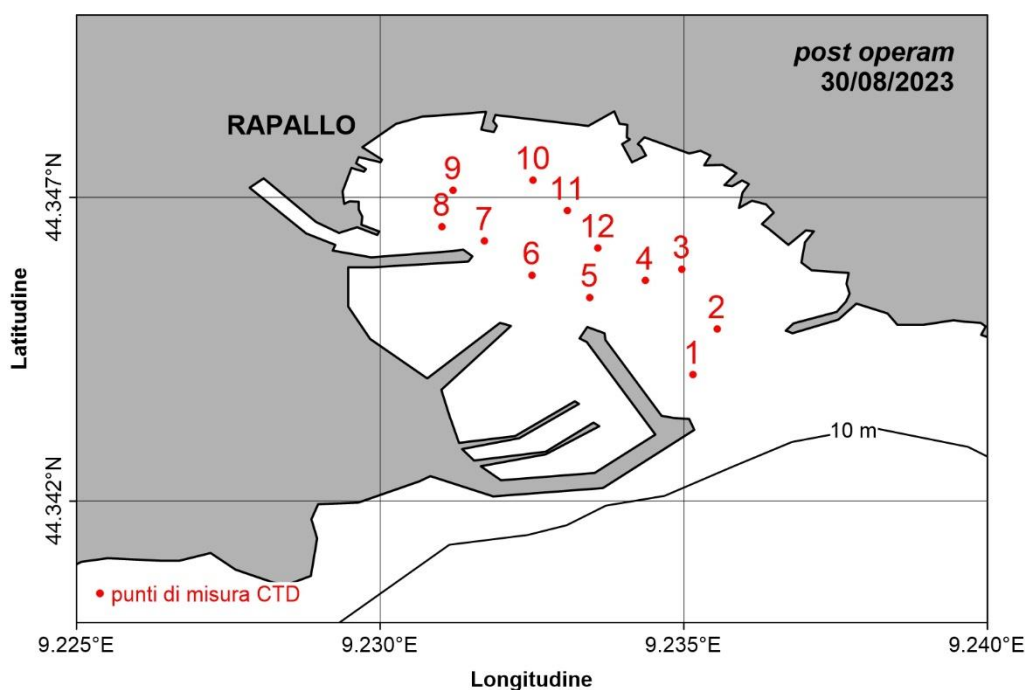 post operam
30/08/2023
RAPALLO
9
10
11
8
7
12
6
5
4
3
2
1
10 m
44.347°N
44.342°N
Latitudine
punti di misura CTD
9.225°E
9.230°E
9.235°E
9.240°E
Longitudine